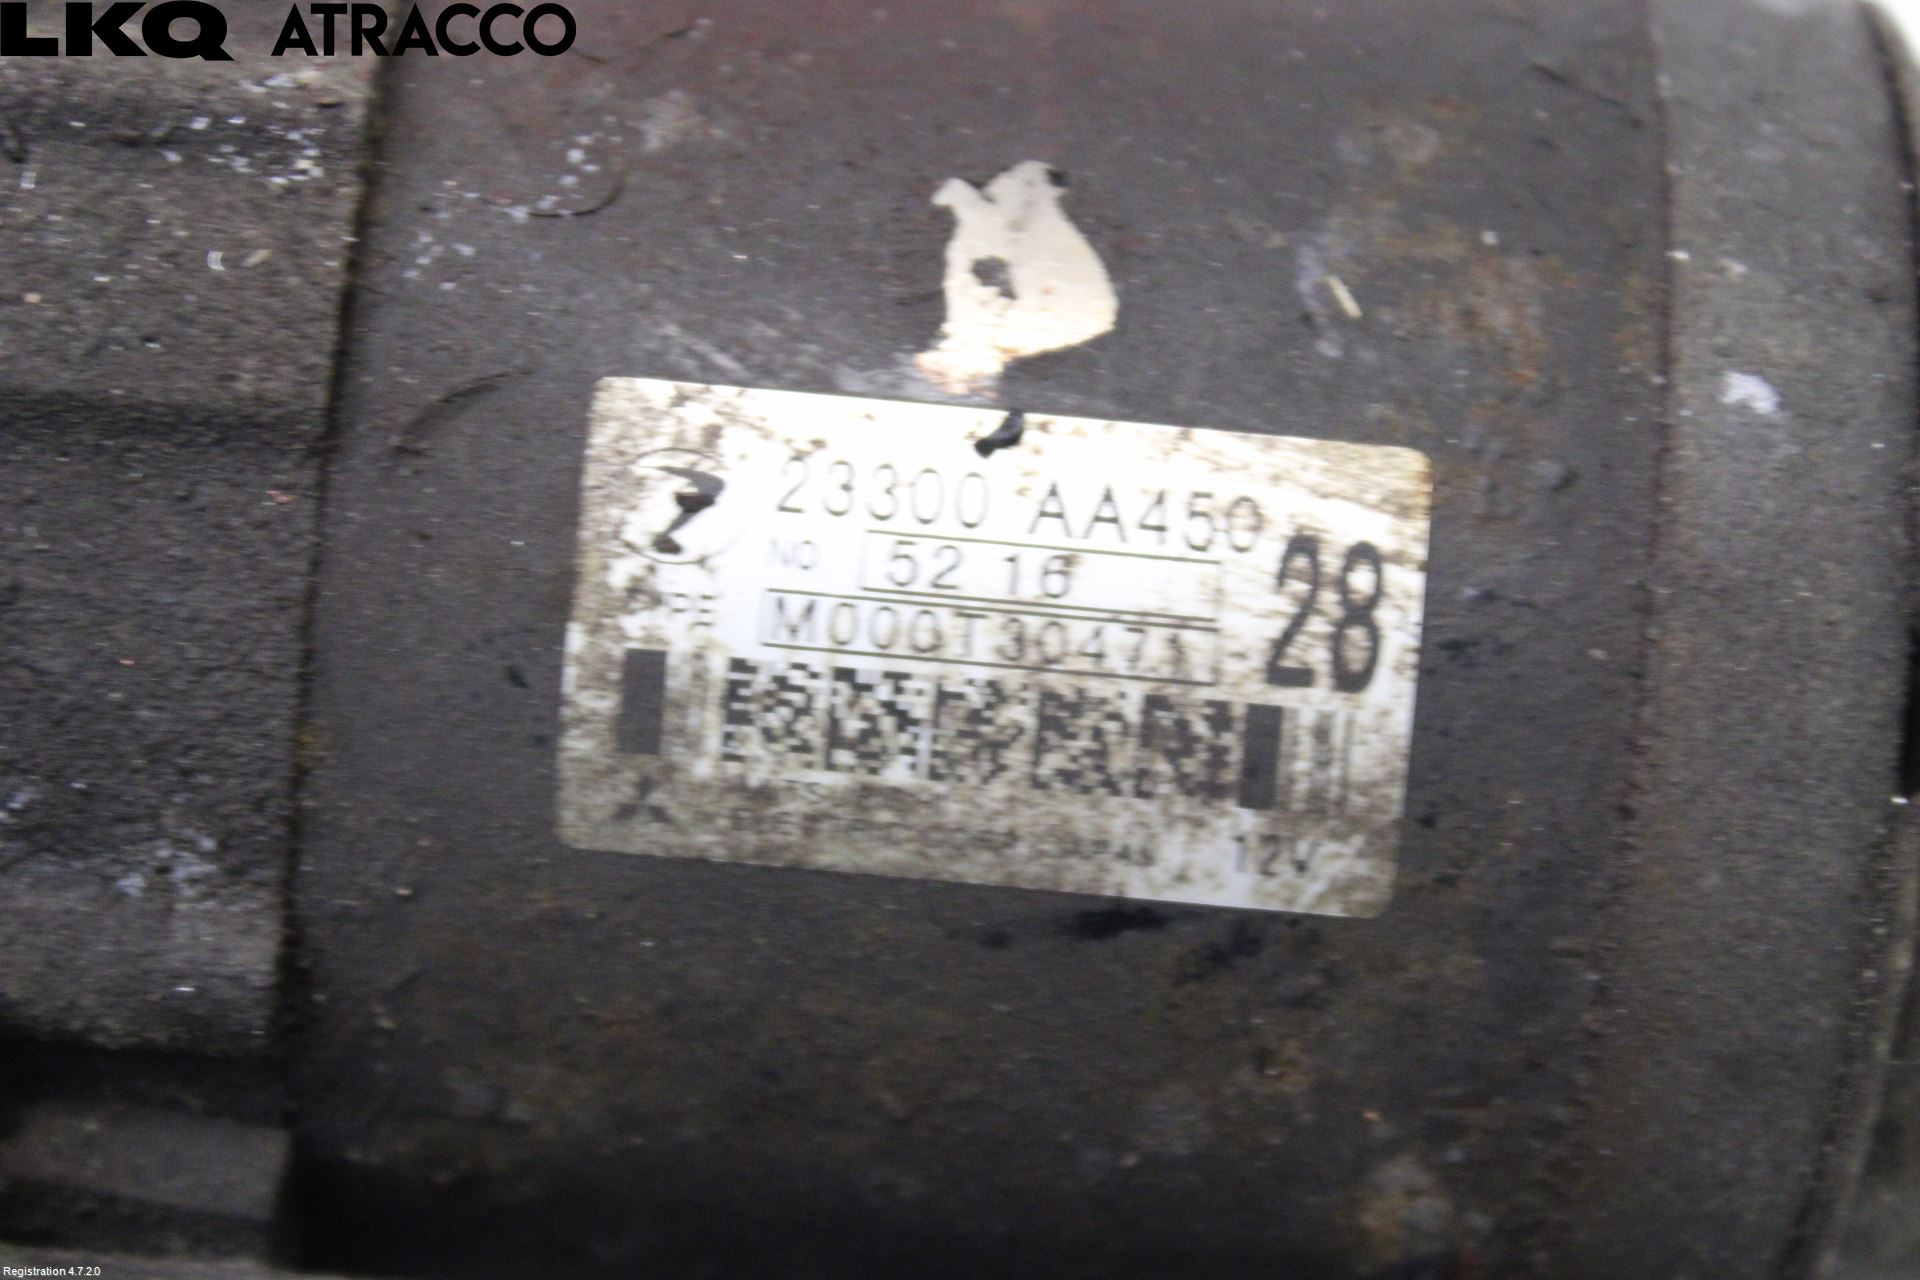 LKQ ATRACCO
23300 AA450
NO 52 16
28
M000T30471
12V
Registration 4.7.2.0